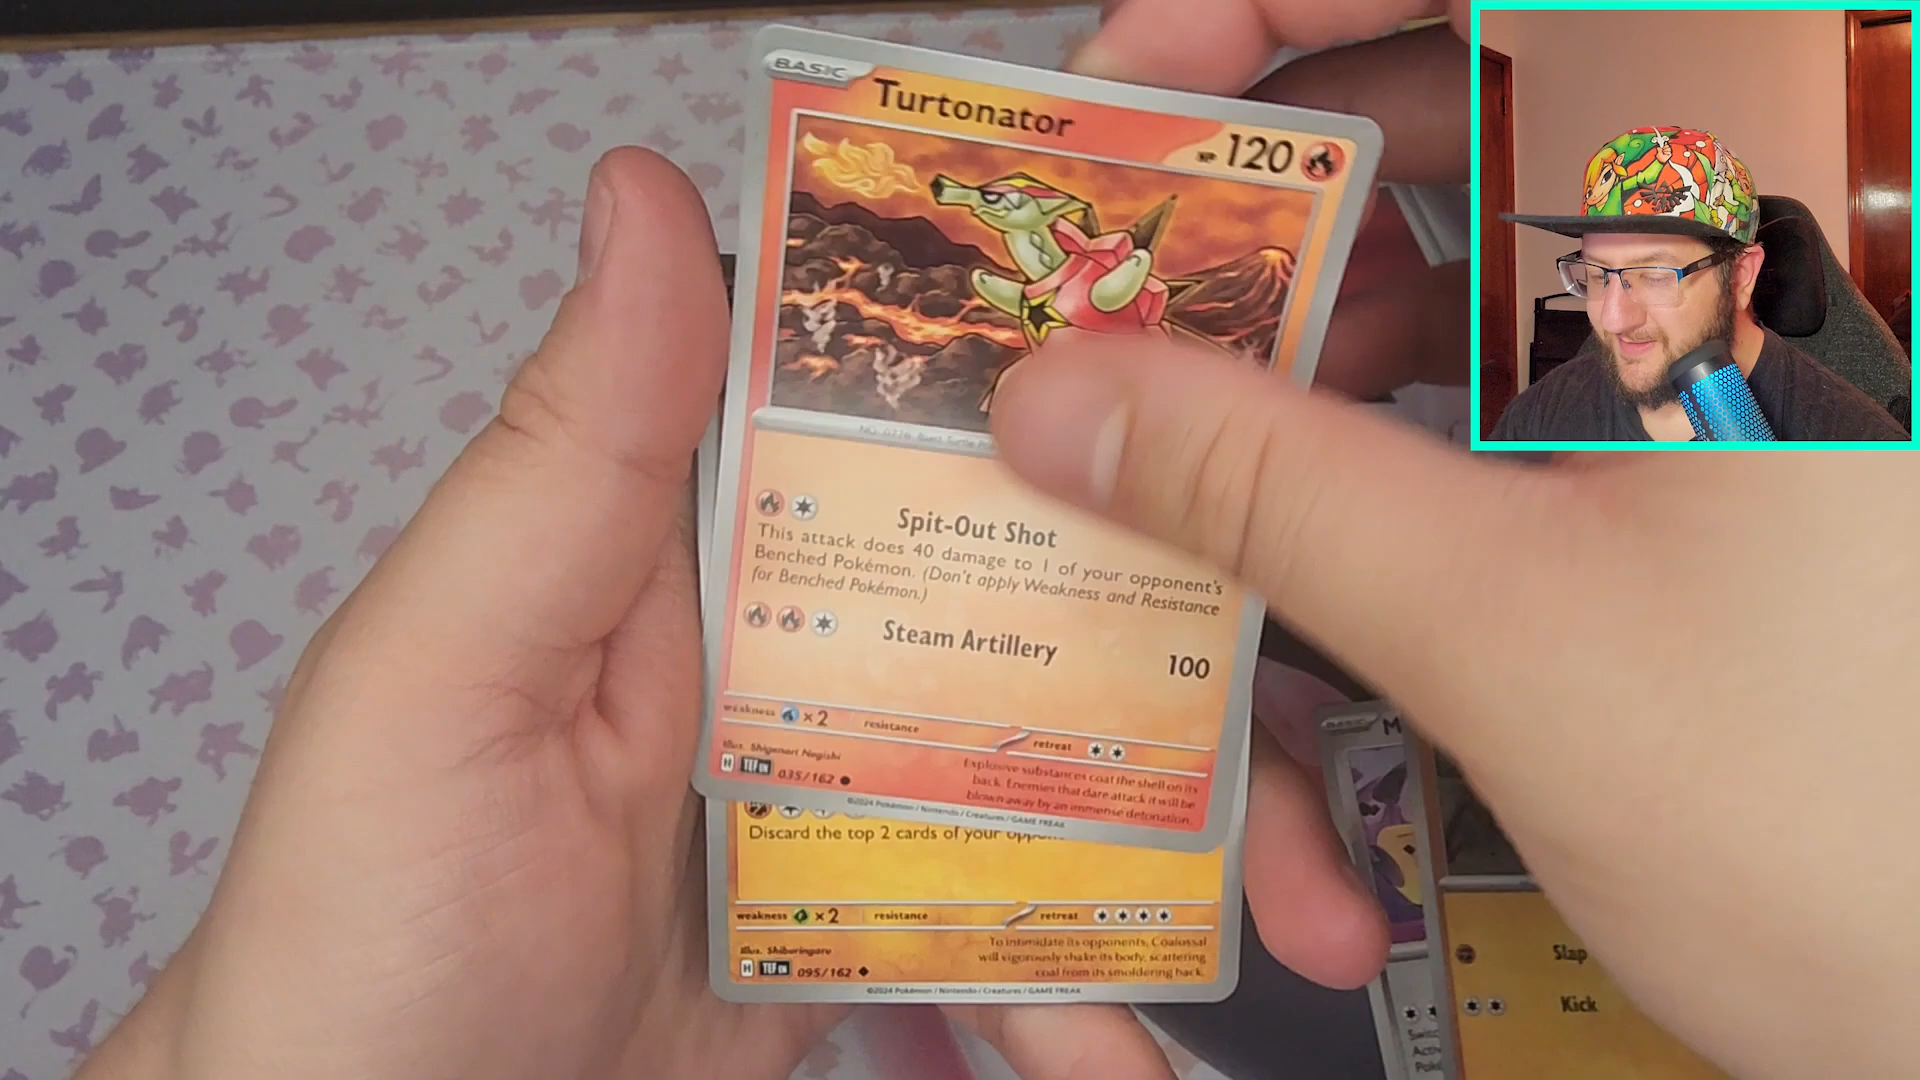 BASIC
Turtonator
HP 120
NO. 0776 Blast Turtle
Spit-Out Shot
This attack does 40 damage to 1 of your opponent's
Benched Pokémon. (Don't apply Weakness and Resistance
for Benched Pokémon.)
Steam Artillery
100
weakness ×2 resistance retreat
Illus. Shigenori Negishi
H TEF EN 035/162
Explosive substances coat the shell on its
back. Enemies that dare attack it will be
blown away by an immense detonation.
©2024 Pokémon / Nintendo / Creatures / GAME FREAK
Discard the top 2 cards of your
weakness ×2 resistance retreat
Illus. Shiburingaru
H TEF EN 095/162
To intimidate its opponents, Coalossal
will vigorously shake its body, scattering
coal from its smoldering back.
©2024 Pokémon / Nintendo / Creatures / GAME FREAK
BASIC M
Slap
Kick